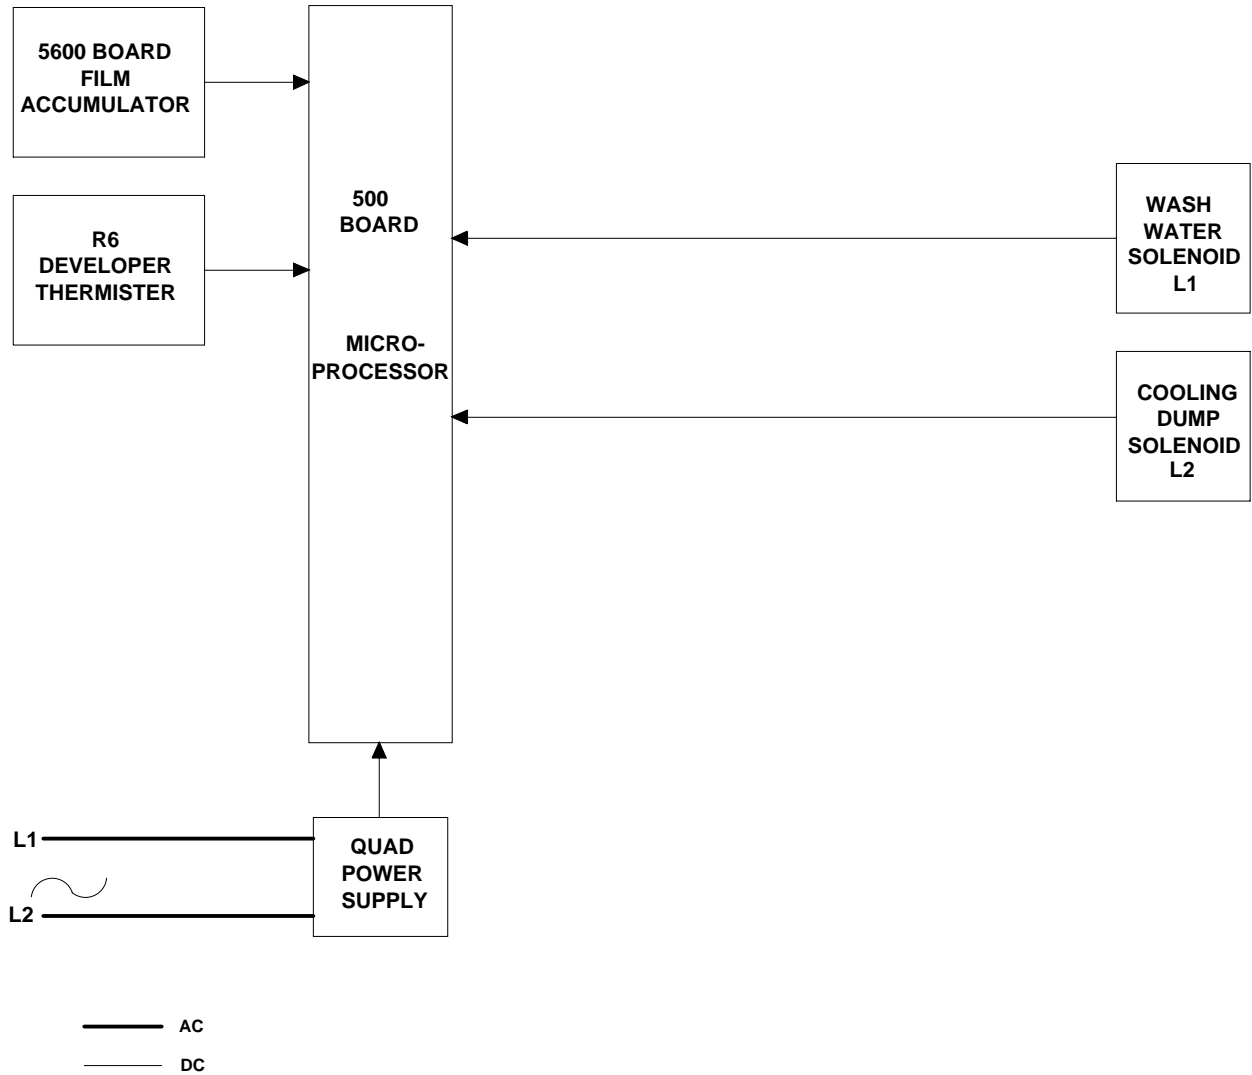 5600 BOARD
FILM
ACCUMULATOR
R6
DEVELOPER
THERMISTER
500
BOARD
MICRO-
PROCESSOR
WASH
WATER
SOLENOID
L1
COOLING
DUMP
SOLENOID
L2
L1
L2
QUAD
POWER
SUPPLY
AC
DC